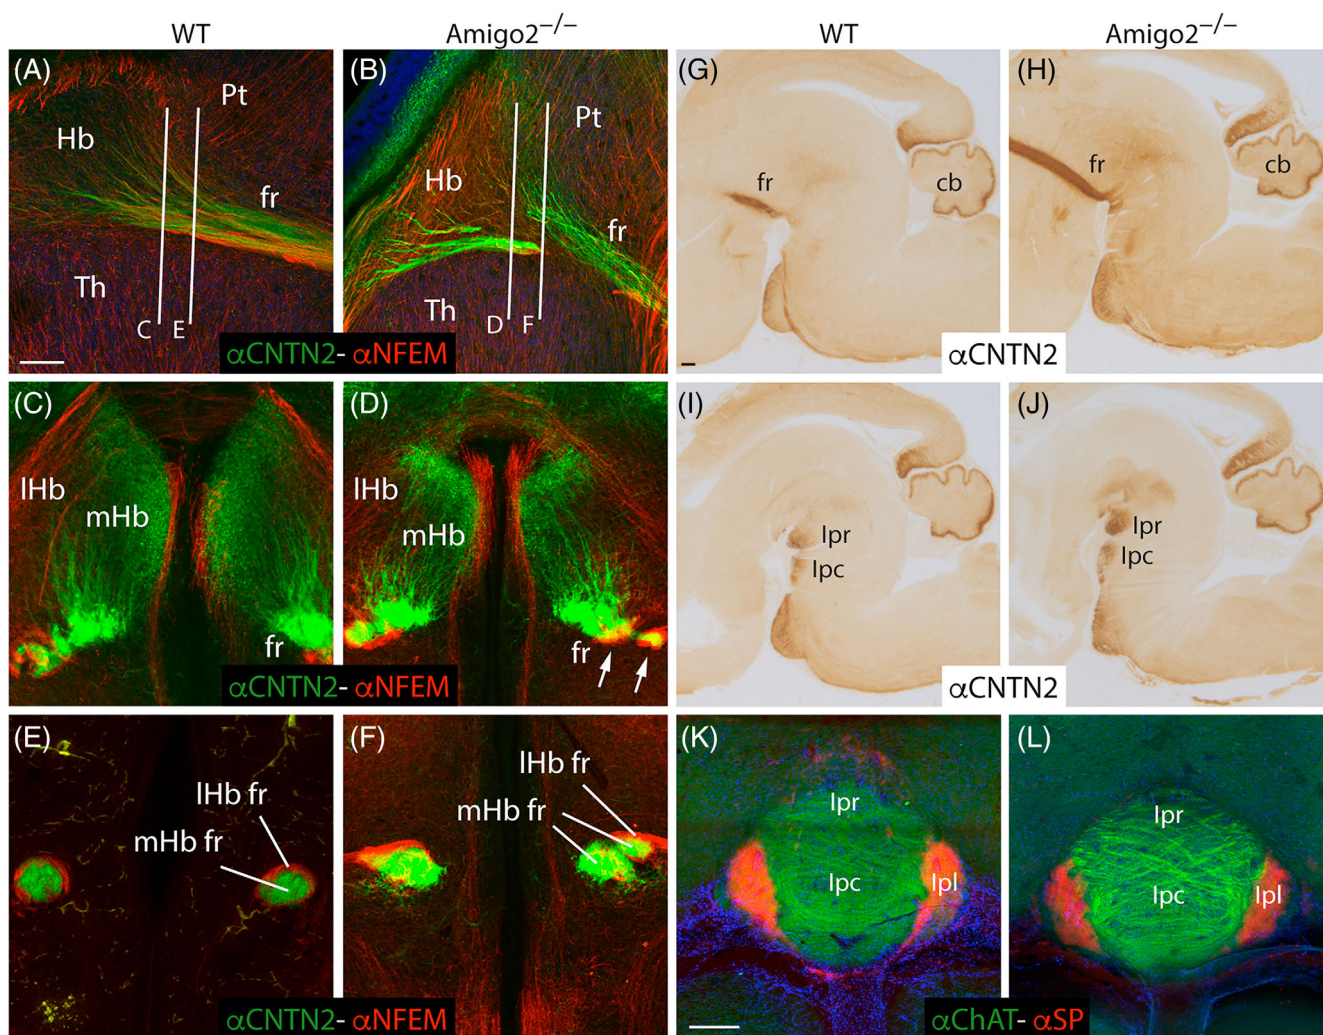 WT
Amigo2−/−
WT
Amigo2−/−
(A)
Pt
Hb
fr
Th
C E
(B)
Pt
Hb
fr
Th
D F
αCNTN2- αNFEM
(G)
fr
cb
(H)
fr
cb
αCNTN2
(C)
lHb
mHb
fr
(D)
lHb
mHb
fr
αCNTN2- αNFEM
(I)
Ipr
Ipc
(J)
Ipr
Ipc
αCNTN2
(E)
lHb fr
mHb fr
(F)
lHb fr
mHb fr
αCNTN2- αNFEM
(K)
Ipr
Ipc
Ipl
(L)
Ipr
Ipc
Ipl
αChAT- αSP